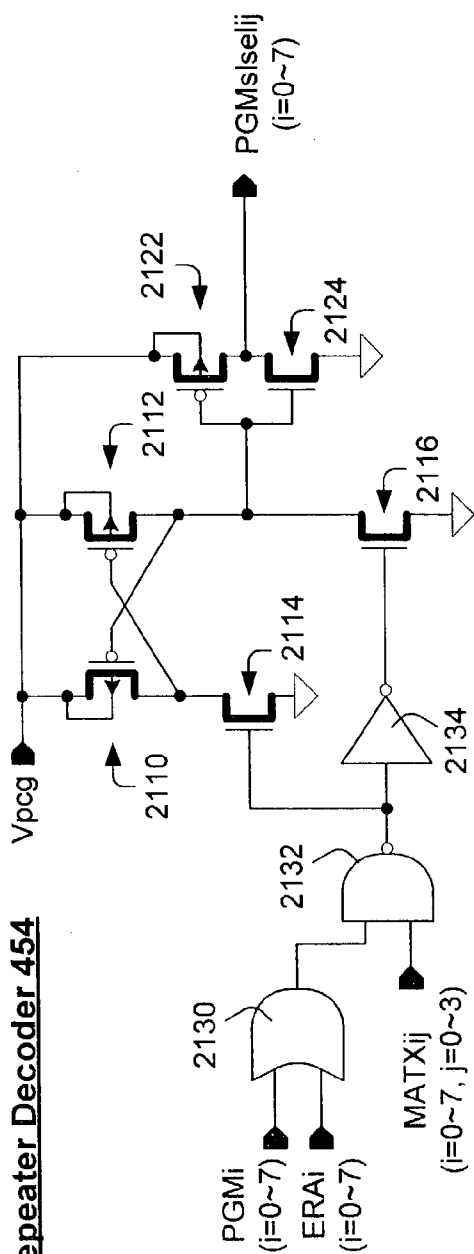 epeater Decoder 454
Vpcg
2110
2112
2122
PGMslselij
(i=0~7)
2114
2124
2116
2130
2132
2134
PGMi
(i=0~7)
ERAi
(i=0~7)
MATXij
(i=0~7, j=0~3)